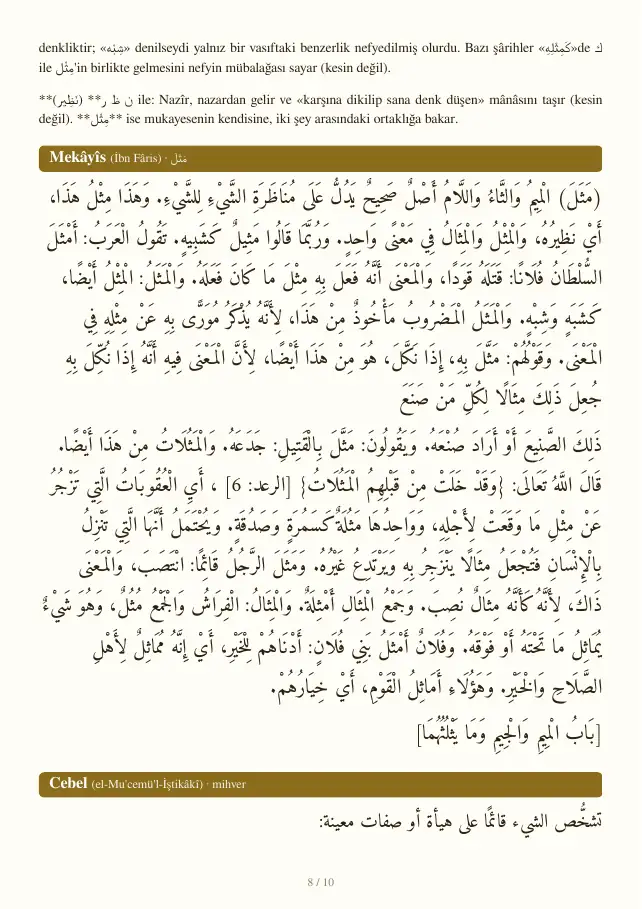 denkliktir; «شِبْه» denilseydi yalnız bir vasıftaki benzerlik nefyedilmiş olurdu. Bazı şârihler «كَمِثْلِهِ»de ك
ile مِثْل'in birlikte gelmesini nefyin mübalağası sayar (kesin değil).
**(نَظِير) ن ظ ر** ile: Nazîr, nazardan gelir ve «karşına dikilip sana denk düşen» mânâsını taşır (kesin
değil). **مِثْل** ise mukayesenin kendisine, iki şey arasındaki ortaklığa bakar.
Mekâyîs (İbn Fâris) · مَثَلَ
(مَثَلَ) الْمِيمُ وَالثَّاءُ وَاللَّامُ أَصْلٌ صَحِيحٌ يَدُلُّ عَلَى مُنَاظَرَةِ الشَّيْءِ لِلشَّيْءِ. وَهَذَا مِثْلُ هَذَا،
أَيْ نَظِيرُهُ، وَالْمِثْلُ وَالْمِثَالُ فِي مَعْنًى وَاحِدٍ. وَرُبَّمَا قَالُوا مَثِيلٌ كَشَبِيهٍ. تَقُولُ الْعَرَبُ: أَمْثَلَ
السُّلْطَانُ فُلَانًا: قَتَلَهُ قَوَدًا، وَالْمَعْنَى أَنَّهُ فَعَلَ بِهِ مِثْلَ مَا كَانَ فَعَلَهُ. وَالْمَثَلُ: الْمِثْلُ أَيْضًا،
كَشَبَهٍ وَشِبْهٍ. وَالْمَثَلُ الْمَضْرُوبُ مَأْخُوذٌ مِنْ هَذَا، لِأَنَّهُ يُذْكَرُ مُوَرًّى بِهِ عَنْ مِثْلِهِ فِي
الْمَعْنَى. وَقَوْلُهُمْ: مَثَّلَ بِهِ، إِذَا نَكَّلَ، هُوَ مِنْ هَذَا أَيْضًا، لِأَنَّ الْمَعْنَى فِيهِ أَنَّهُ إِذَا نُكِّلَ بِهِ
جُعِلَ ذَلِكَ مِثَالًا لِكُلِّ مَنْ صَنَعَ
ذَلِكَ الصَّنِيعَ أَوْ أَرَادَ صُنْعَهُ. وَيَقُولُونَ: مَثَّلَ بِالْقَتِيلِ: جَدَعَهُ. وَالْمَثُلَاتُ مِنْ هَذَا أَيْضًا.
قَالَ اللَّهُ تَعَالَى: {وَقَدْ خَلَتْ مِنْ قَبْلِهِمُ الْمَثُلَاتُ} [الرعد: 6] ، أَيِ الْعُقُوبَاتُ الَّتِي تَزْجُرُ
عَنْ مِثْلِ مَا وَقَعَتْ لِأَجْلِهِ، وَوَاحِدُهَا مَثُلَةٌ كَسَمُرَةٍ وَصَدُقَةٍ. وَيُحْتَمَلُ أَنَّهَا الَّتِي تَنْزِلُ
بِالْإِنْسَانِ فَتُجْعَلُ مِثَالًا يَنْزَجِرُ بِهِ وَيَرْتَدِعُ غَيْرُهُ. وَمَثَلَ الرَّجُلُ قَائِمًا: انْتَصَبَ، وَالْمَعْنَى
ذَاكَ، لِأَنَّهُ كَأَنَّهُ مِثَالٌ نُصِبَ. وَجَمْعُ الْمِثَالِ أَمْثِلَةٌ. وَالْمِثَالُ: الْفِرَاشُ وَالْجَمْعُ مُثُلٌ، وَهُوَ شَيْءٌ
يُمَاثِلُ مَا تَحْتَهُ أَوْ فَوْقَهُ. وَفُلَانٌ أَمْثَلُ بَنِي فُلَانٍ: أَدْنَاهُمْ لِلْخَيْرِ، أَيْ إِنَّهُ مُمَاثِلٌ لِأَهْلِ
الصَّلَاحِ وَالْخَيْرِ. وَهَؤُلَاءِ أَمَاثِلُ الْقَوْمِ، أَيْ خِيَارُهُمْ.
[بَابُ الْمِيمِ وَالْجِيمِ وَمَا يَثْلُثُهُمَا]
Cebel (el-Mu'cemü'l-İştikâkî) · mihver
تشخُّص الشيء قائمًا على هيأة أو صفات معينة:
8 / 10